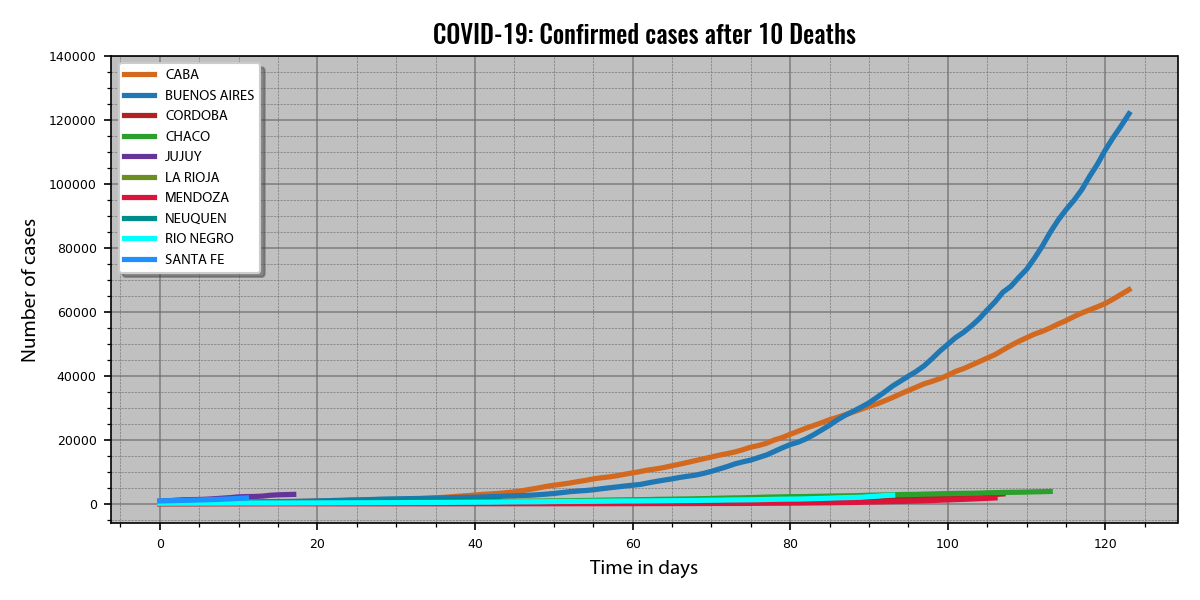 COVID-19: Confirmed cases after 10 Deaths
140000
120000
100000
80000
60000
40000
20000
0
Number of cases
CABA
BUENOS AIRES
CORDOBA
CHACO
JUJUY
LA RIOJA
MENDOZA
NEUQUEN
RIO NEGRO
SANTA FE
0 20 40 60 80 100 120
Time in days